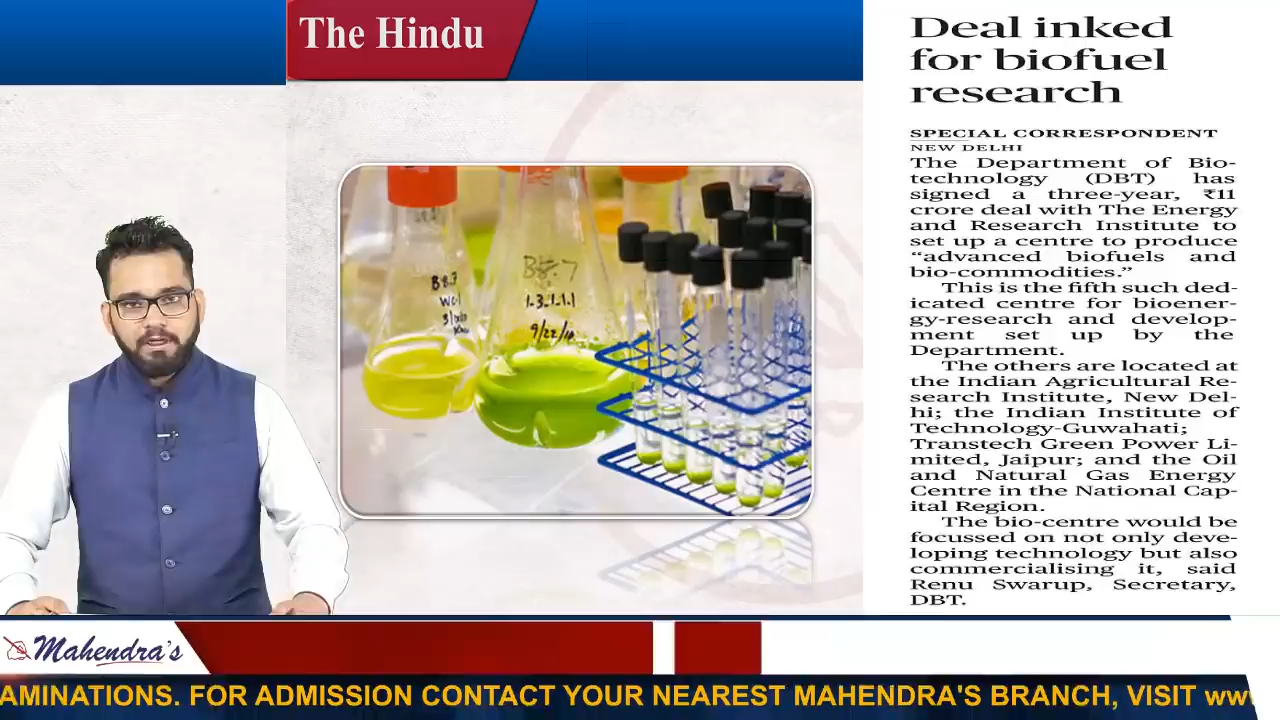 The Hindu
Deal inked
for biofuel
research
SPECIAL CORRESPONDENT
NEW DELHI
The Department of Bio-
technology (DBT) has
signed a three-year, ₹11
crore deal with The Energy
and Research Institute to
set up a centre to produce
“advanced biofuels and
bio-commodities.”
This is the fifth such ded-
icated centre for bioener-
gy-research and develop-
ment set up by the
Department.
The others are located at
the Indian Agricultural Re-
search Institute, New Del-
hi; the Indian Institute of
Technology-Guwahati;
Transtech Green Power Li-
mited, Jaipur; and the Oil
and Natural Gas Energy
Centre in the National Cap-
ital Region.
The bio-centre would be
focussed on not only deve-
loping technology but also
commercialising it, said
Renu Swarup, Secretary,
DBT.
B8.7
1.3.1.1.1
9/22/10
Mahendra's
AMINATIONS. FOR ADMISSION CONTACT YOUR NEAREST MAHENDRA'S BRANCH, VISIT